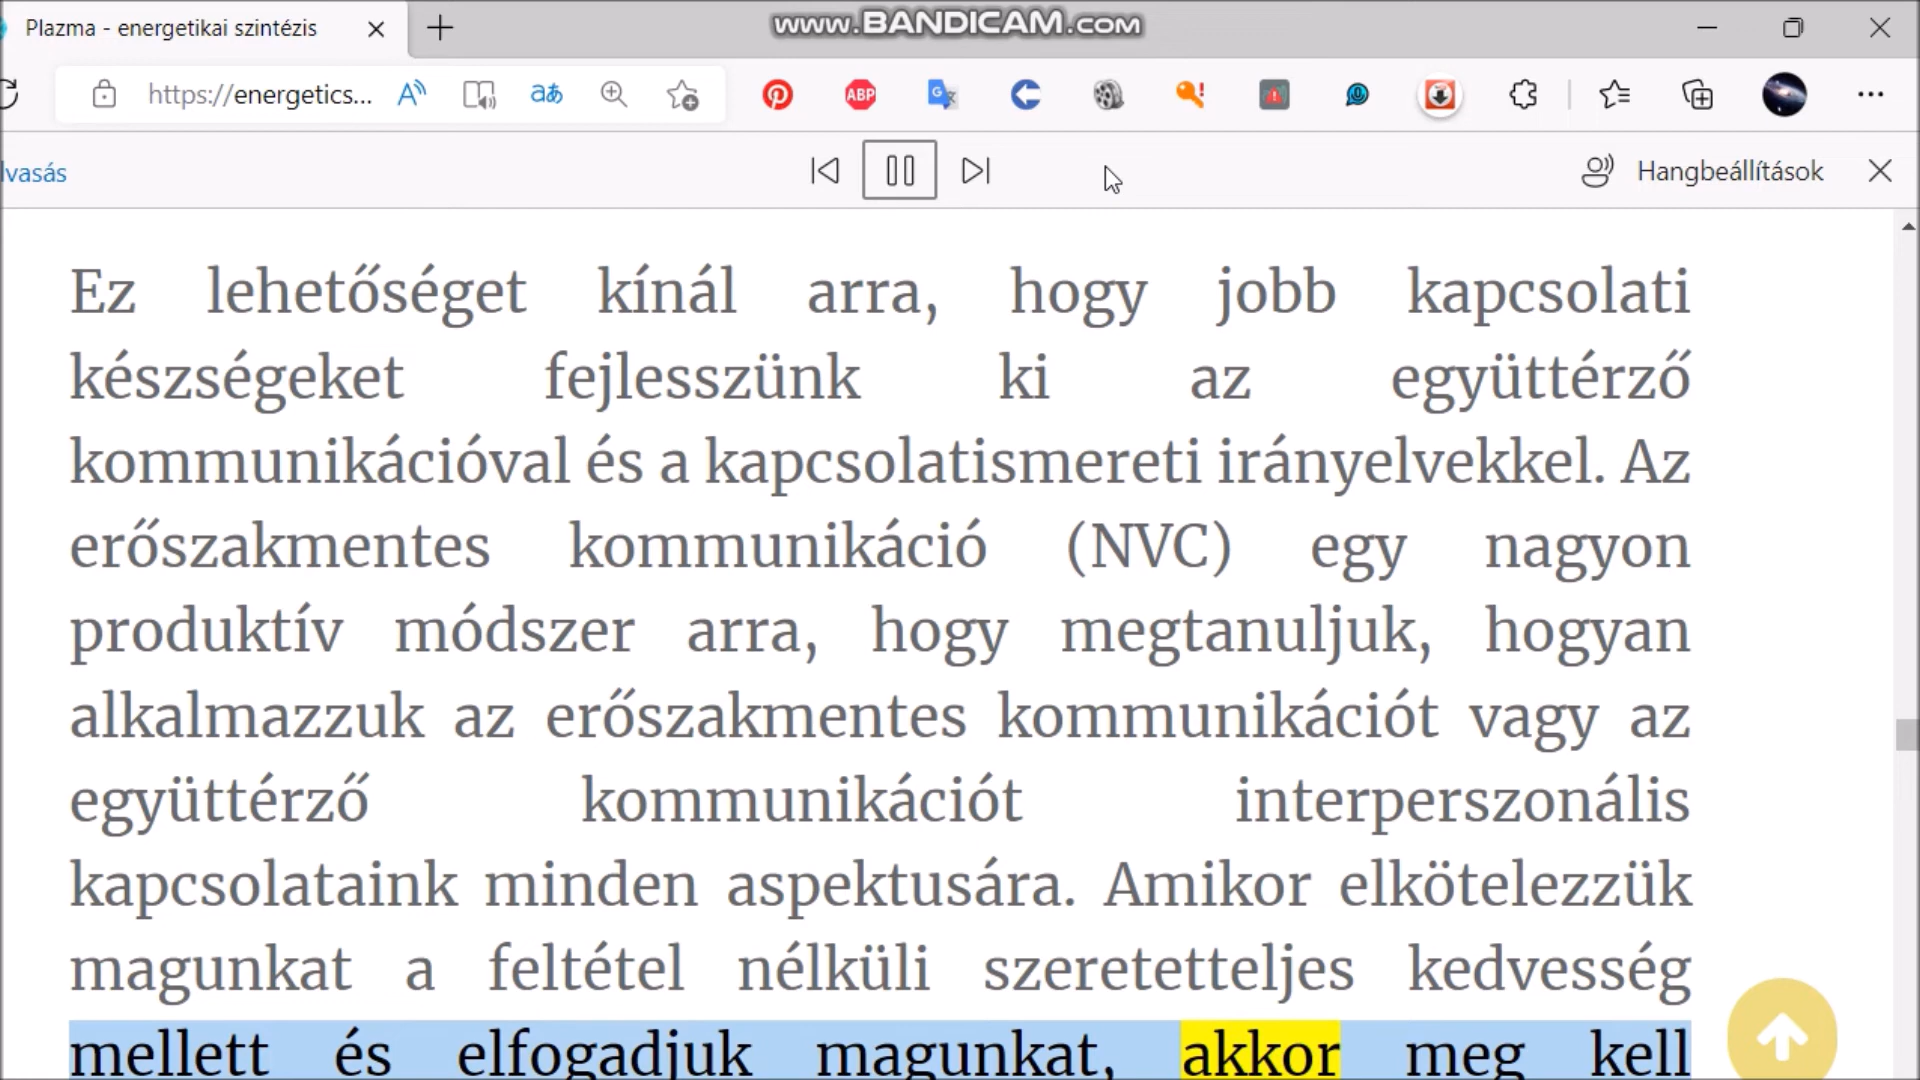 Plazma - energetikai szintézis
www.BANDICAM.com
https://energetics...
ABP
lvasás
Hangbeállítások
Ez lehetőséget kínál arra, hogy jobb kapcsolati
készségeket fejlesszünk ki az együttérző
kommunikációval és a kapcsolatismereti irányelvekkel. Az
erőszakmentes kommunikáció (NVC) egy nagyon
produktív módszer arra, hogy megtanuljuk, hogyan
alkalmazzuk az erőszakmentes kommunikációt vagy az
együttérző kommunikációt interperszonális
kapcsolataink minden aspektusára. Amikor elkötelezzük
magunkat a feltétel nélküli szeretetteljes kedvesség
mellett és elfogadjuk magunkat, akkor meg kell